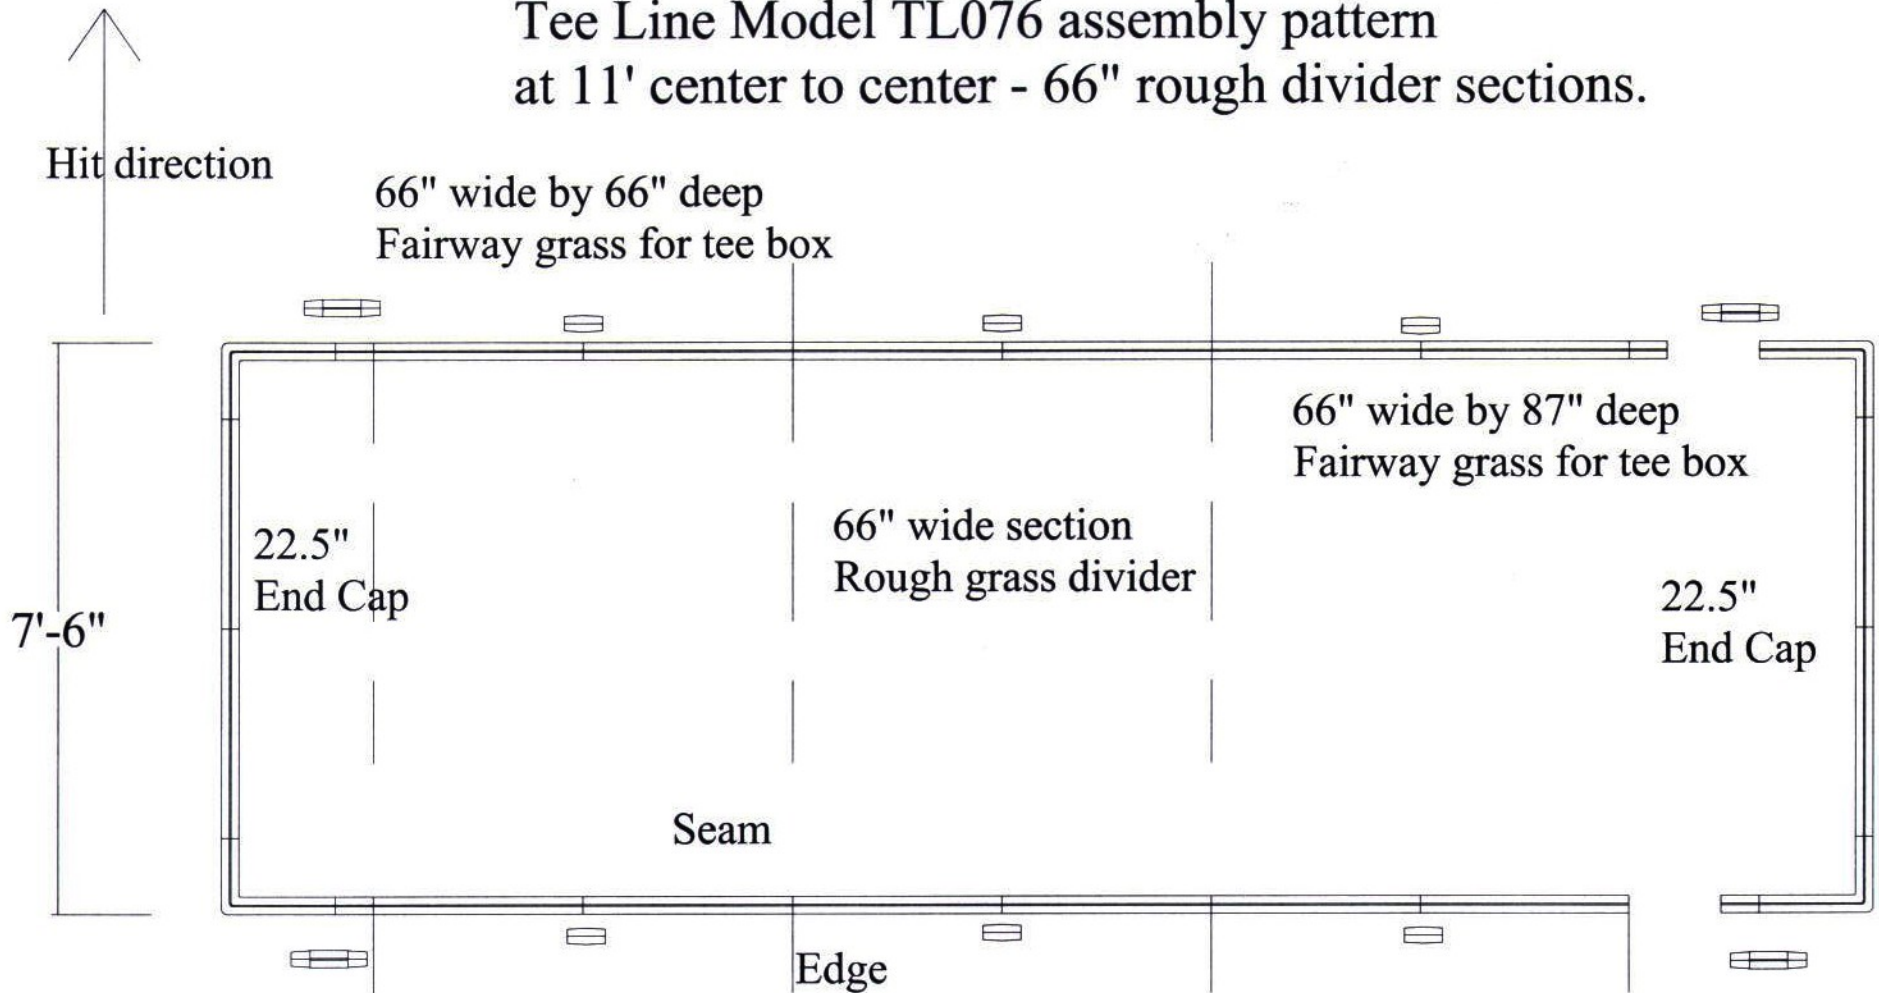 Tee Line Model TL076 assembly pattern
at 11' center to center - 66" rough divider sections.
Hit direction
66" wide by 66" deep
Fairway grass for tee box
66" wide by 87" deep
Fairway grass for tee box
66" wide section
Rough grass divider
22.5"
End Cap
22.5"
End Cap
7'-6"
Seam
Edge